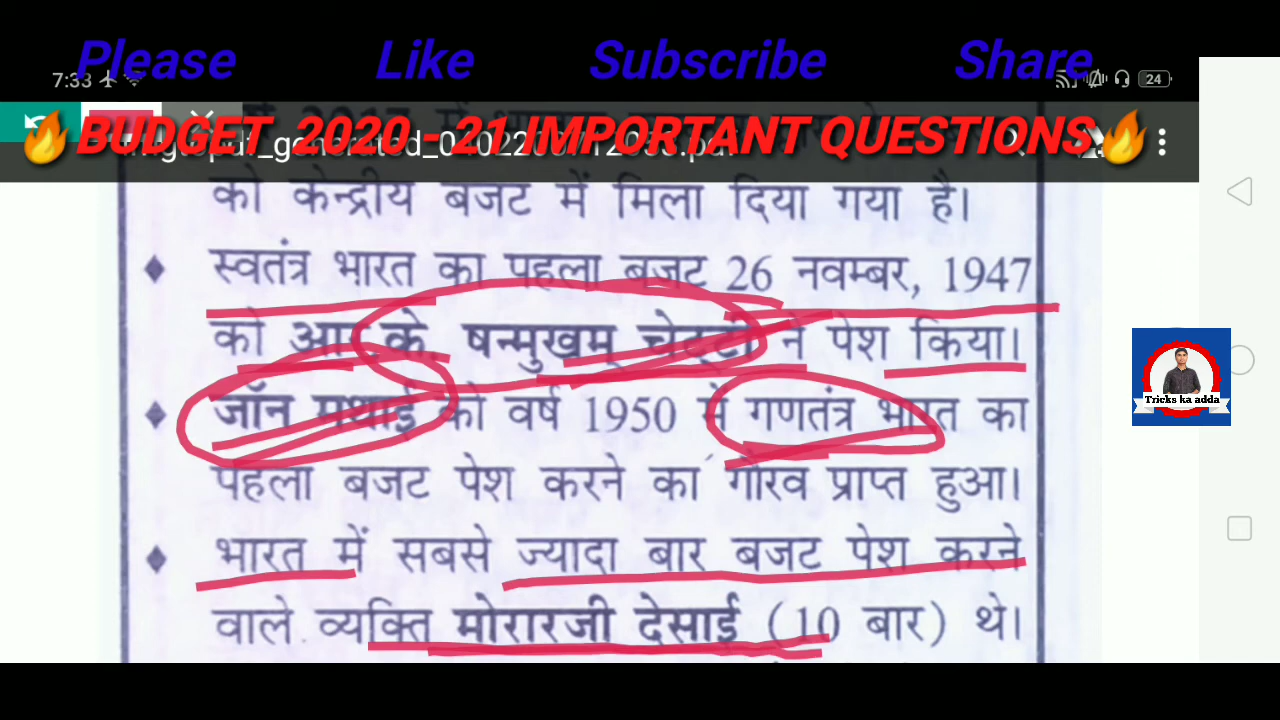 Please Like Subscribe Share
7:33 24
🔥BUDGET 2020 - 21 IMPORTANT QUESTIONS🔥
को केन्द्रीय बजट में मिला दिया गया है।
♦ स्वतंत्र भारत का पहला बजट 26 नवम्बर, 1947
को आर. के. षन्मुखम् चेट्टी ने पेश किया।
♦ जॉन मथाई को वर्ष 1950 में गणतंत्र भारत का
पहला बजट पेश करने का गौरव प्राप्त हुआ।
♦ भारत में सबसे ज्यादा बार बजट पेश करने
वाले व्यक्ति मोरारजी देसाई (10 बार) थे।
Tricks ka adda